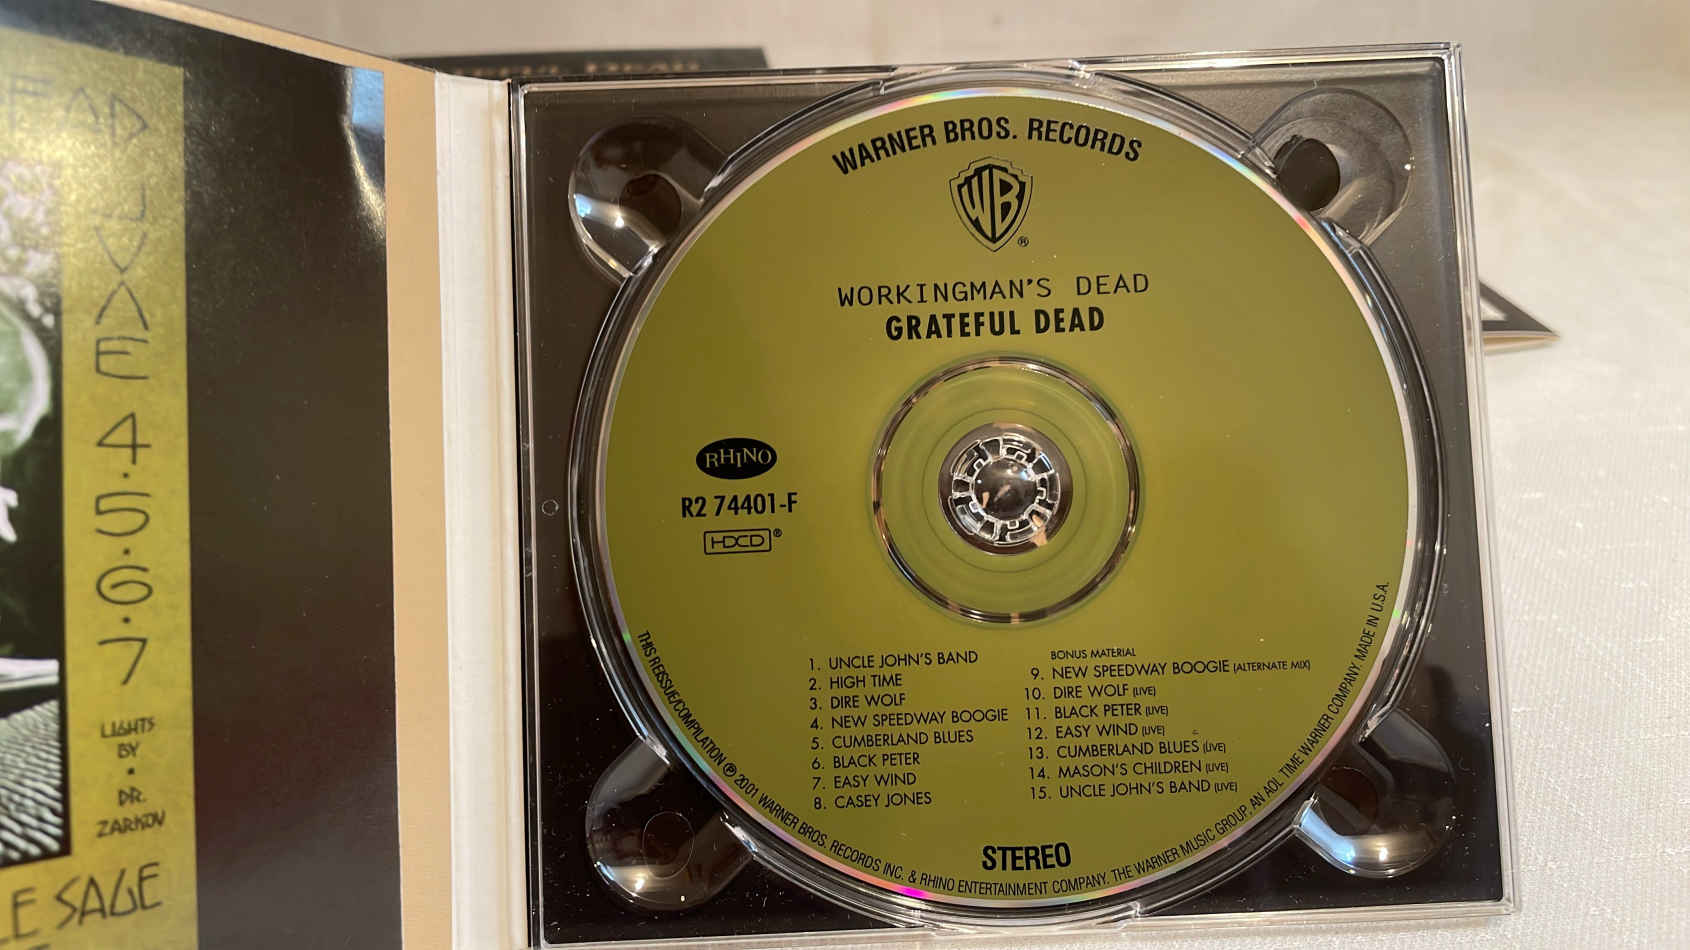 4·5·6·7
LIGHTS
BY
DR.
ZARKOV
LE SAGE
DEAD
WARNER BROS. RECORDS
WB®
WORKINGMAN'S DEAD
GRATEFUL DEAD
RHINO
R2 74401-F
HDCD®
1. UNCLE JOHN'S BAND
2. HIGH TIME
3. DIRE WOLF
4. NEW SPEEDWAY BOOGIE
5. CUMBERLAND BLUES
6. BLACK PETER
7. EASY WIND
8. CASEY JONES
BONUS MATERIAL
9. NEW SPEEDWAY BOOGIE (ALTERNATE MIX)
10. DIRE WOLF (LIVE)
11. BLACK PETER (LIVE)
12. EASY WIND (LIVE)
13. CUMBERLAND BLUES (LIVE)
14. MASON'S CHILDREN (LIVE)
15. UNCLE JOHN'S BAND (LIVE)
STEREO
THIS REISSUE/COMPILATION ℗ 2001 WARNER BROS. RECORDS INC. & RHINO ENTERTAINMENT COMPANY. THE WARNER MUSIC GROUP, AN AOL TIME WARNER COMPANY. MADE IN U.S.A.